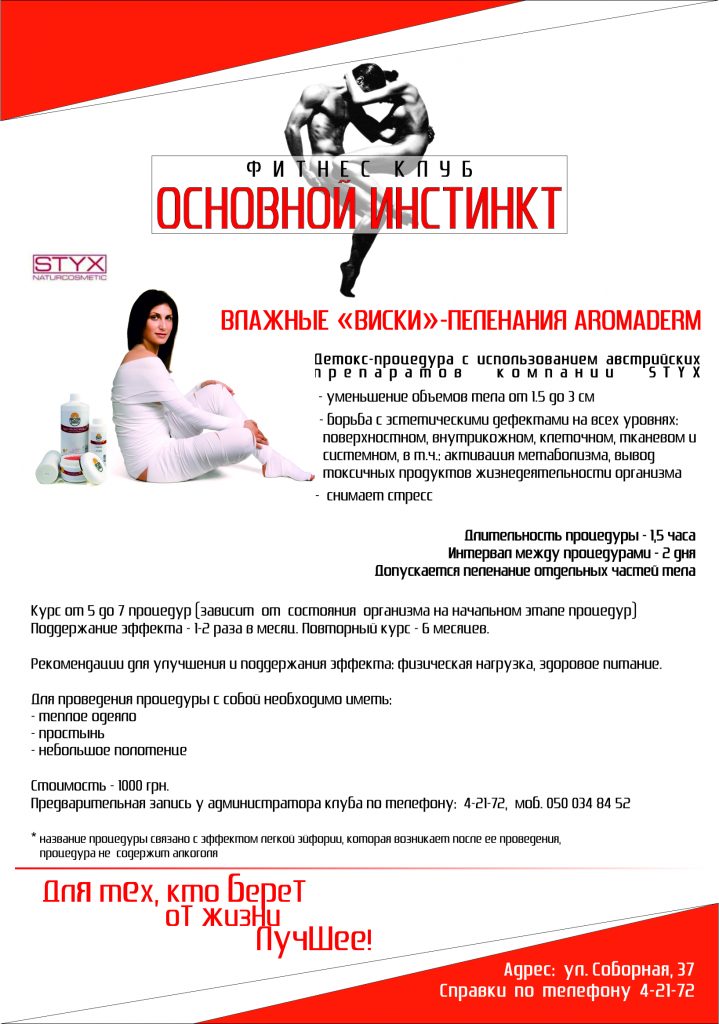 ФИТНЕС КЛУБ
ОСНОВНОЙ ИНСТИНКТ
STYX
NATURCOSMETIC
ВЛАЖНЫЕ «ВИСКИ»-ПЕЛЕНАНИЯ AROMADERM
Детокс-процедура с использованием австрийских
препаратов компании STYX
- уменьшение объемов тела от 1.5 до 3 см
- борьба с эстетическими дефектами на всех уровнях:
поверхностном, внутрикожном, клеточном, тканевом и
системном, в т.ч.: активация метаболизма, вывод
токсичных продуктов жизнедеятельности организма
- снимает стресс
Длительность процедуры - 1,5 часа
Интервал между процедурами - 2 дня
Допускается пеленание отдельных частей тела
Курс от 5 до 7 процедур (зависит от состояния организма на начальном этапе процедур)
Поддержание эффекта - 1-2 раза в месяц. Повторный курс - 6 месяцев.
Рекомендации для улучшения и поддержания эффекта: физическая нагрузка, здоровое питание.
Для проведения процедуры с собой необходимо иметь:
- теплое одеяло
- простынь
- небольшое полотенце
Стоимость - 1000 грн.
Предварительная запись у администратора клуба по телефону: 4-21-72, моб. 050 034 84 52
* название процедуры связано с эффектом легкой эйфории, которая возникает после ее проведения,
процедура не содержит алкоголя
Для тех, кто берет
от жизни
Лучшее!
Адрес: ул. Соборная, 37
Справки по телефону 4-21-72